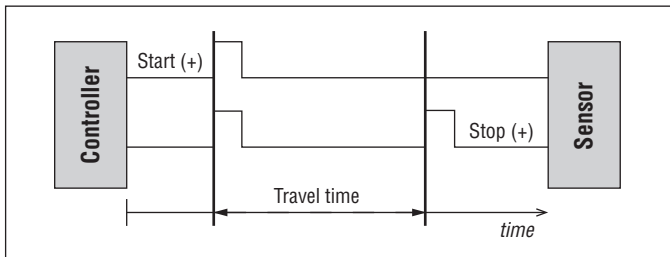 Controller
Start (+)
Stop (+)
Sensor
Travel time
time